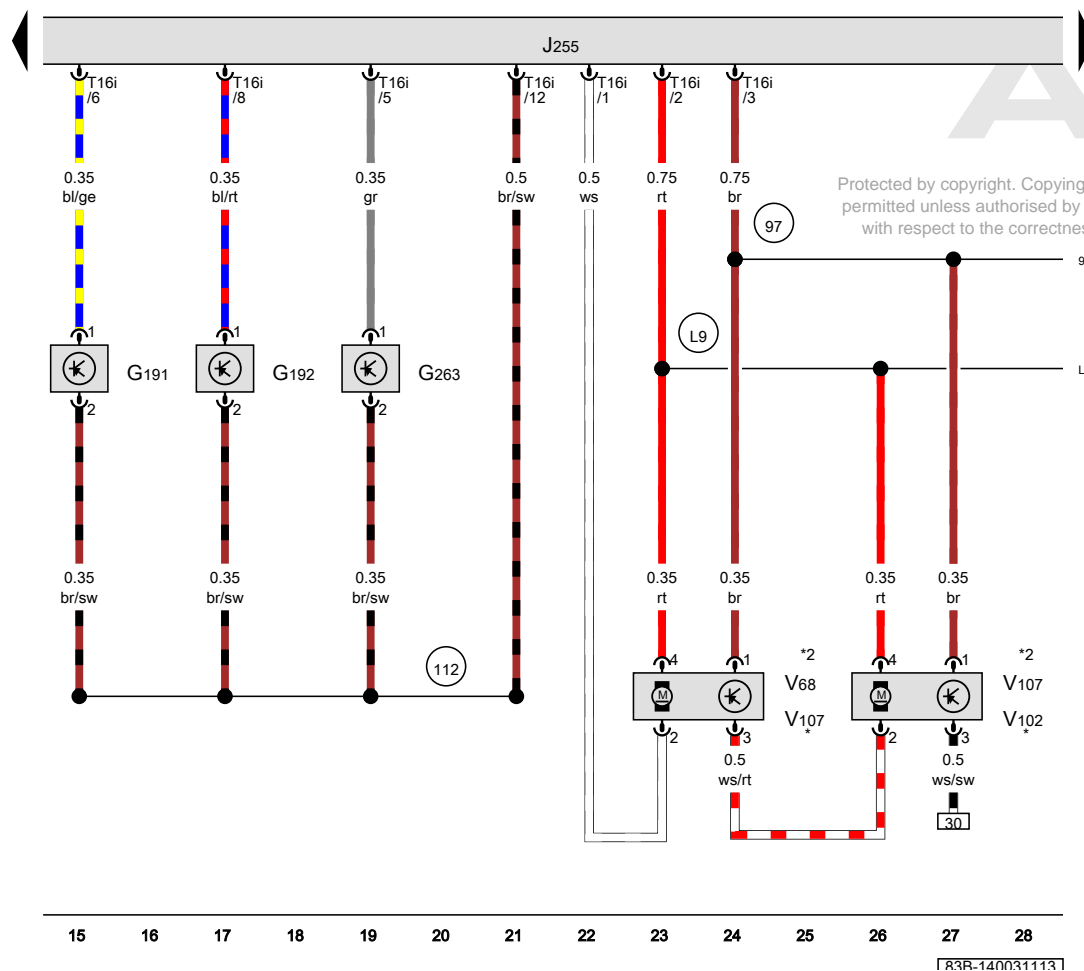 J255
T16i T16i T16i T16i T16i T16i T16i
/6 /8 /5 /12 /1 /2 /3
0.35 0.35 0.35 0.5 0.5 0.75 0.75
bl/ge bl/rt gr br/sw ws rt br
Protected by copyright. Copying
permitted unless authorised by
with respect to the correctne
97
9
L9
L
1 1 1
G191 G192 G263
2 2 2
0.35 0.35 0.35 0.35 0.35 0.35 0.35
br/sw br/sw br/sw rt br rt br
112
4 1 *2 4 1 *2
V68 V107
M M
V107 V102
* *
2 3 2 3
0.5 0.5
ws/rt ws/sw
30
15 16 17 18 19 20 21 22 23 24 25 26 27 28
83B-140031113